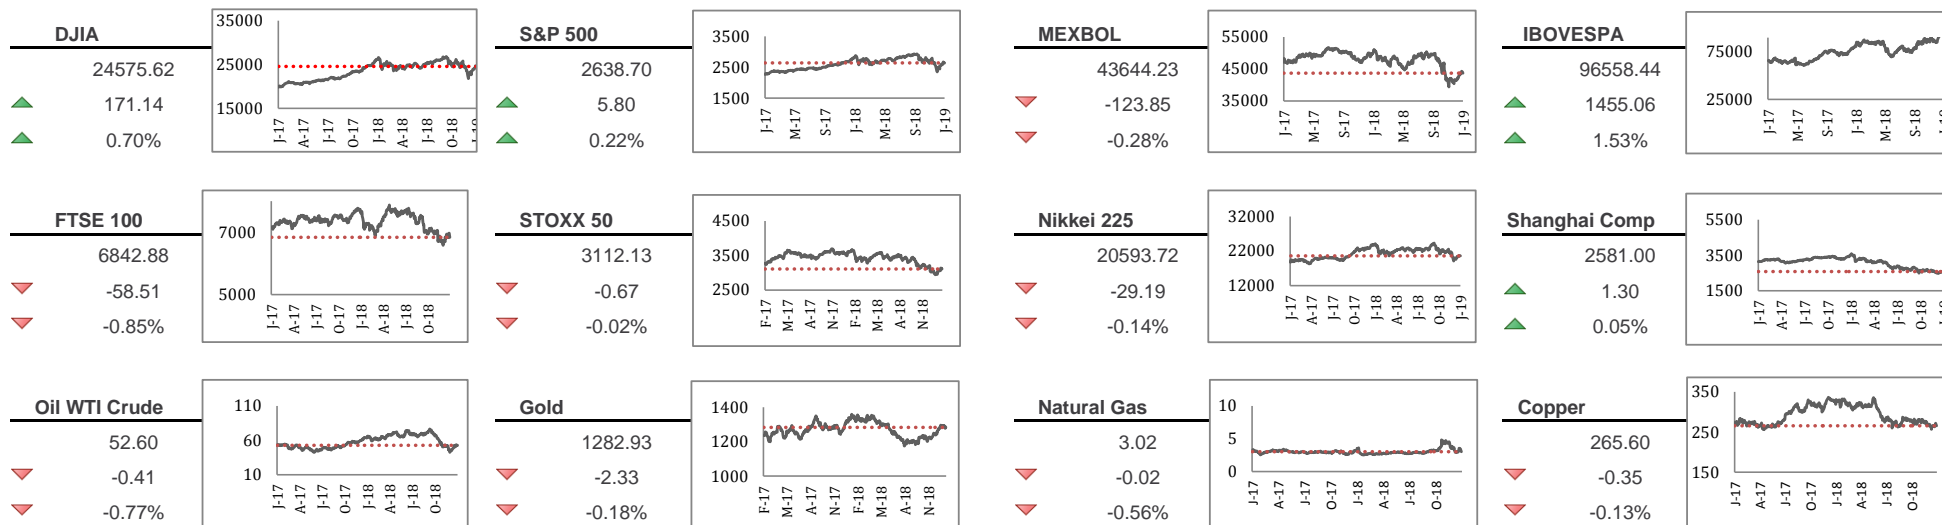 DJIA
24575.62
171.14
0.70%
35000
25000
15000
J-17
A-17
J-17
O-17
J-18
A-18
J-18
O-18
S&P 500
2638.70
5.80
0.22%
3500
2500
1500
J-17
M-17
S-17
J-18
M-18
S-18
J-19
MEXBOL
43644.23
-123.85
-0.28%
55000
45000
35000
J-17
M-17
S-17
J-18
M-18
S-18
J-19
IBOVESPA
96558.44
1455.06
1.53%
75000
25000
J-17
M-17
S-17
J-18
M-18
S-18
FTSE 100
6842.88
-58.51
-0.85%
7000
5000
J-17
A-17
J-17
O-17
J-18
A-18
J-18
O-18
STOXX 50
3112.13
-0.67
-0.02%
4500
3500
2500
F-17
M-17
A-17
N-17
F-18
M-18
A-18
N-18
Nikkei 225
20593.72
-29.19
-0.14%
32000
22000
12000
J-17
A-17
J-17
O-17
J-18
A-18
J-18
O-18
J-19
Shanghai Comp
2581.00
1.30
0.05%
5500
3500
1500
J-17
A-17
J-17
O-17
J-18
A-18
J-18
O-18
Oil WTI Crude
52.60
-0.41
-0.77%
110
60
10
J-17
A-17
J-17
O-17
J-18
A-18
J-18
O-18
Gold
1282.93
-2.33
-0.18%
1400
1200
1000
F-17
M-17
A-17
N-17
F-18
M-18
A-18
N-18
Natural Gas
3.02
-0.02
-0.56%
10
5
0
J-17
A-17
J-17
O-17
J-18
A-18
J-18
O-18
Copper
265.60
-0.35
-0.13%
350
250
150
J-17
A-17
J-17
O-17
J-18
A-18
J-18
O-18